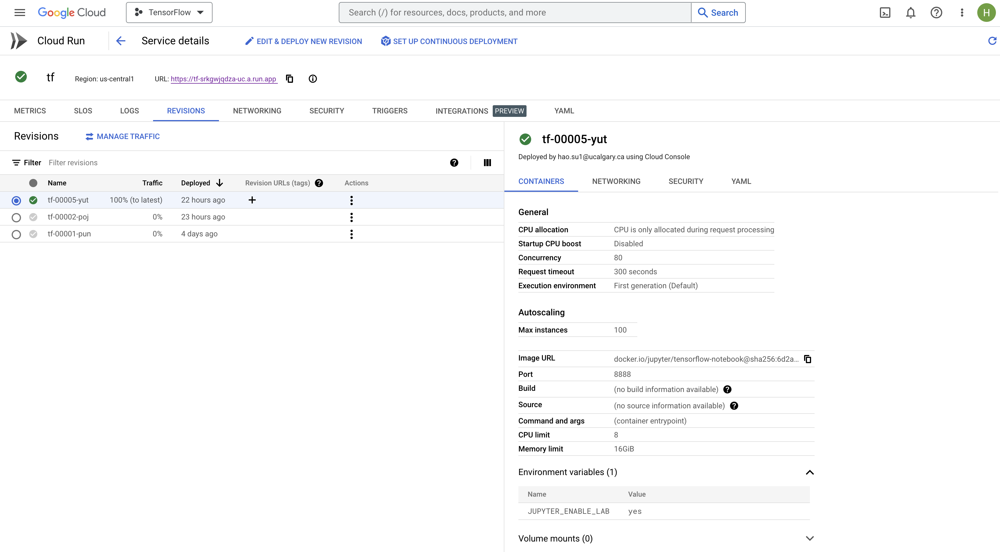 Google Cloud
TensorFlow
Search (/) for resources, docs, products, and more
Search
H
Cloud Run
Service details
EDIT & DEPLOY NEW REVISION
SET UP CONTINUOUS DEPLOYMENT
tf
Region: us-central1
URL: https://tf-srkgwjqdza-uc.a.run.app
METRICS
SLOS
LOGS
REVISIONS
NETWORKING
SECURITY
TRIGGERS
INTEGRATIONS PREVIEW
YAML
Revisions
MANAGE TRAFFIC
Filter Filter revisions
Name Traffic Deployed Revision URLs (tags) Actions
tf-00005-yut 100% (to latest) 22 hours ago
tf-00002-poj 0% 23 hours ago
tf-00001-pun 0% 4 days ago
tf-00005-yut
Deployed by hao.su1@ucalgary.ca using Cloud Console
CONTAINERS
NETWORKING
SECURITY
YAML
General
CPU allocation CPU is only allocated during request processing
Startup CPU boost Disabled
Concurrency 80
Request timeout 300 seconds
Execution environment First generation (Default)
Autoscaling
Max instances 100
Image URL docker.io/jupyter/tensorflow-notebook@sha256:6d2a...
Port 8888
Build (no build information available)
Source (no source information available)
Command and args (container entrypoint)
CPU limit 8
Memory limit 16GiB
Environment variables (1)
Name Value
JUPYTER_ENABLE_LAB yes
Volume mounts (0)